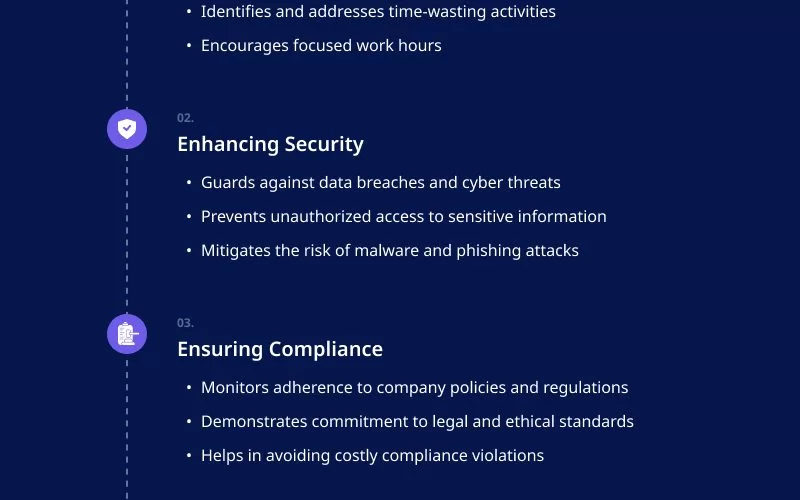 • Identifies and addresses time-wasting activities
• Encourages focused work hours
02.
Enhancing Security
• Guards against data breaches and cyber threats
• Prevents unauthorized access to sensitive information
• Mitigates the risk of malware and phishing attacks
03.
Ensuring Compliance
• Monitors adherence to company policies and regulations
• Demonstrates commitment to legal and ethical standards
• Helps in avoiding costly compliance violations